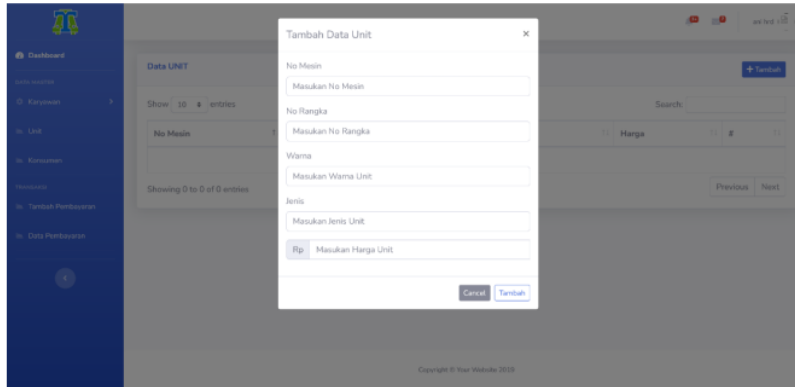 Tambah Data Unit ×
Dashboard
Data UNIT
+ Tambah
No Mesin
Masukan No Mesin
DATA MASTER
Karyawan
Show 10 entries
Search:
No Rangka
Masukan No Rangka
Unit
No Mesin
Harga
#
Warna
Masukan Warna Unit
Konsumen
Showing 0 to 0 of 0 entries
Previous Next
Jenis
Masukan Jenis Unit
Tambah Pembayaran
Rp Masukan Harga Unit
Data Pembayaran
Cancel Tambah
Copyright © Your Website 2019